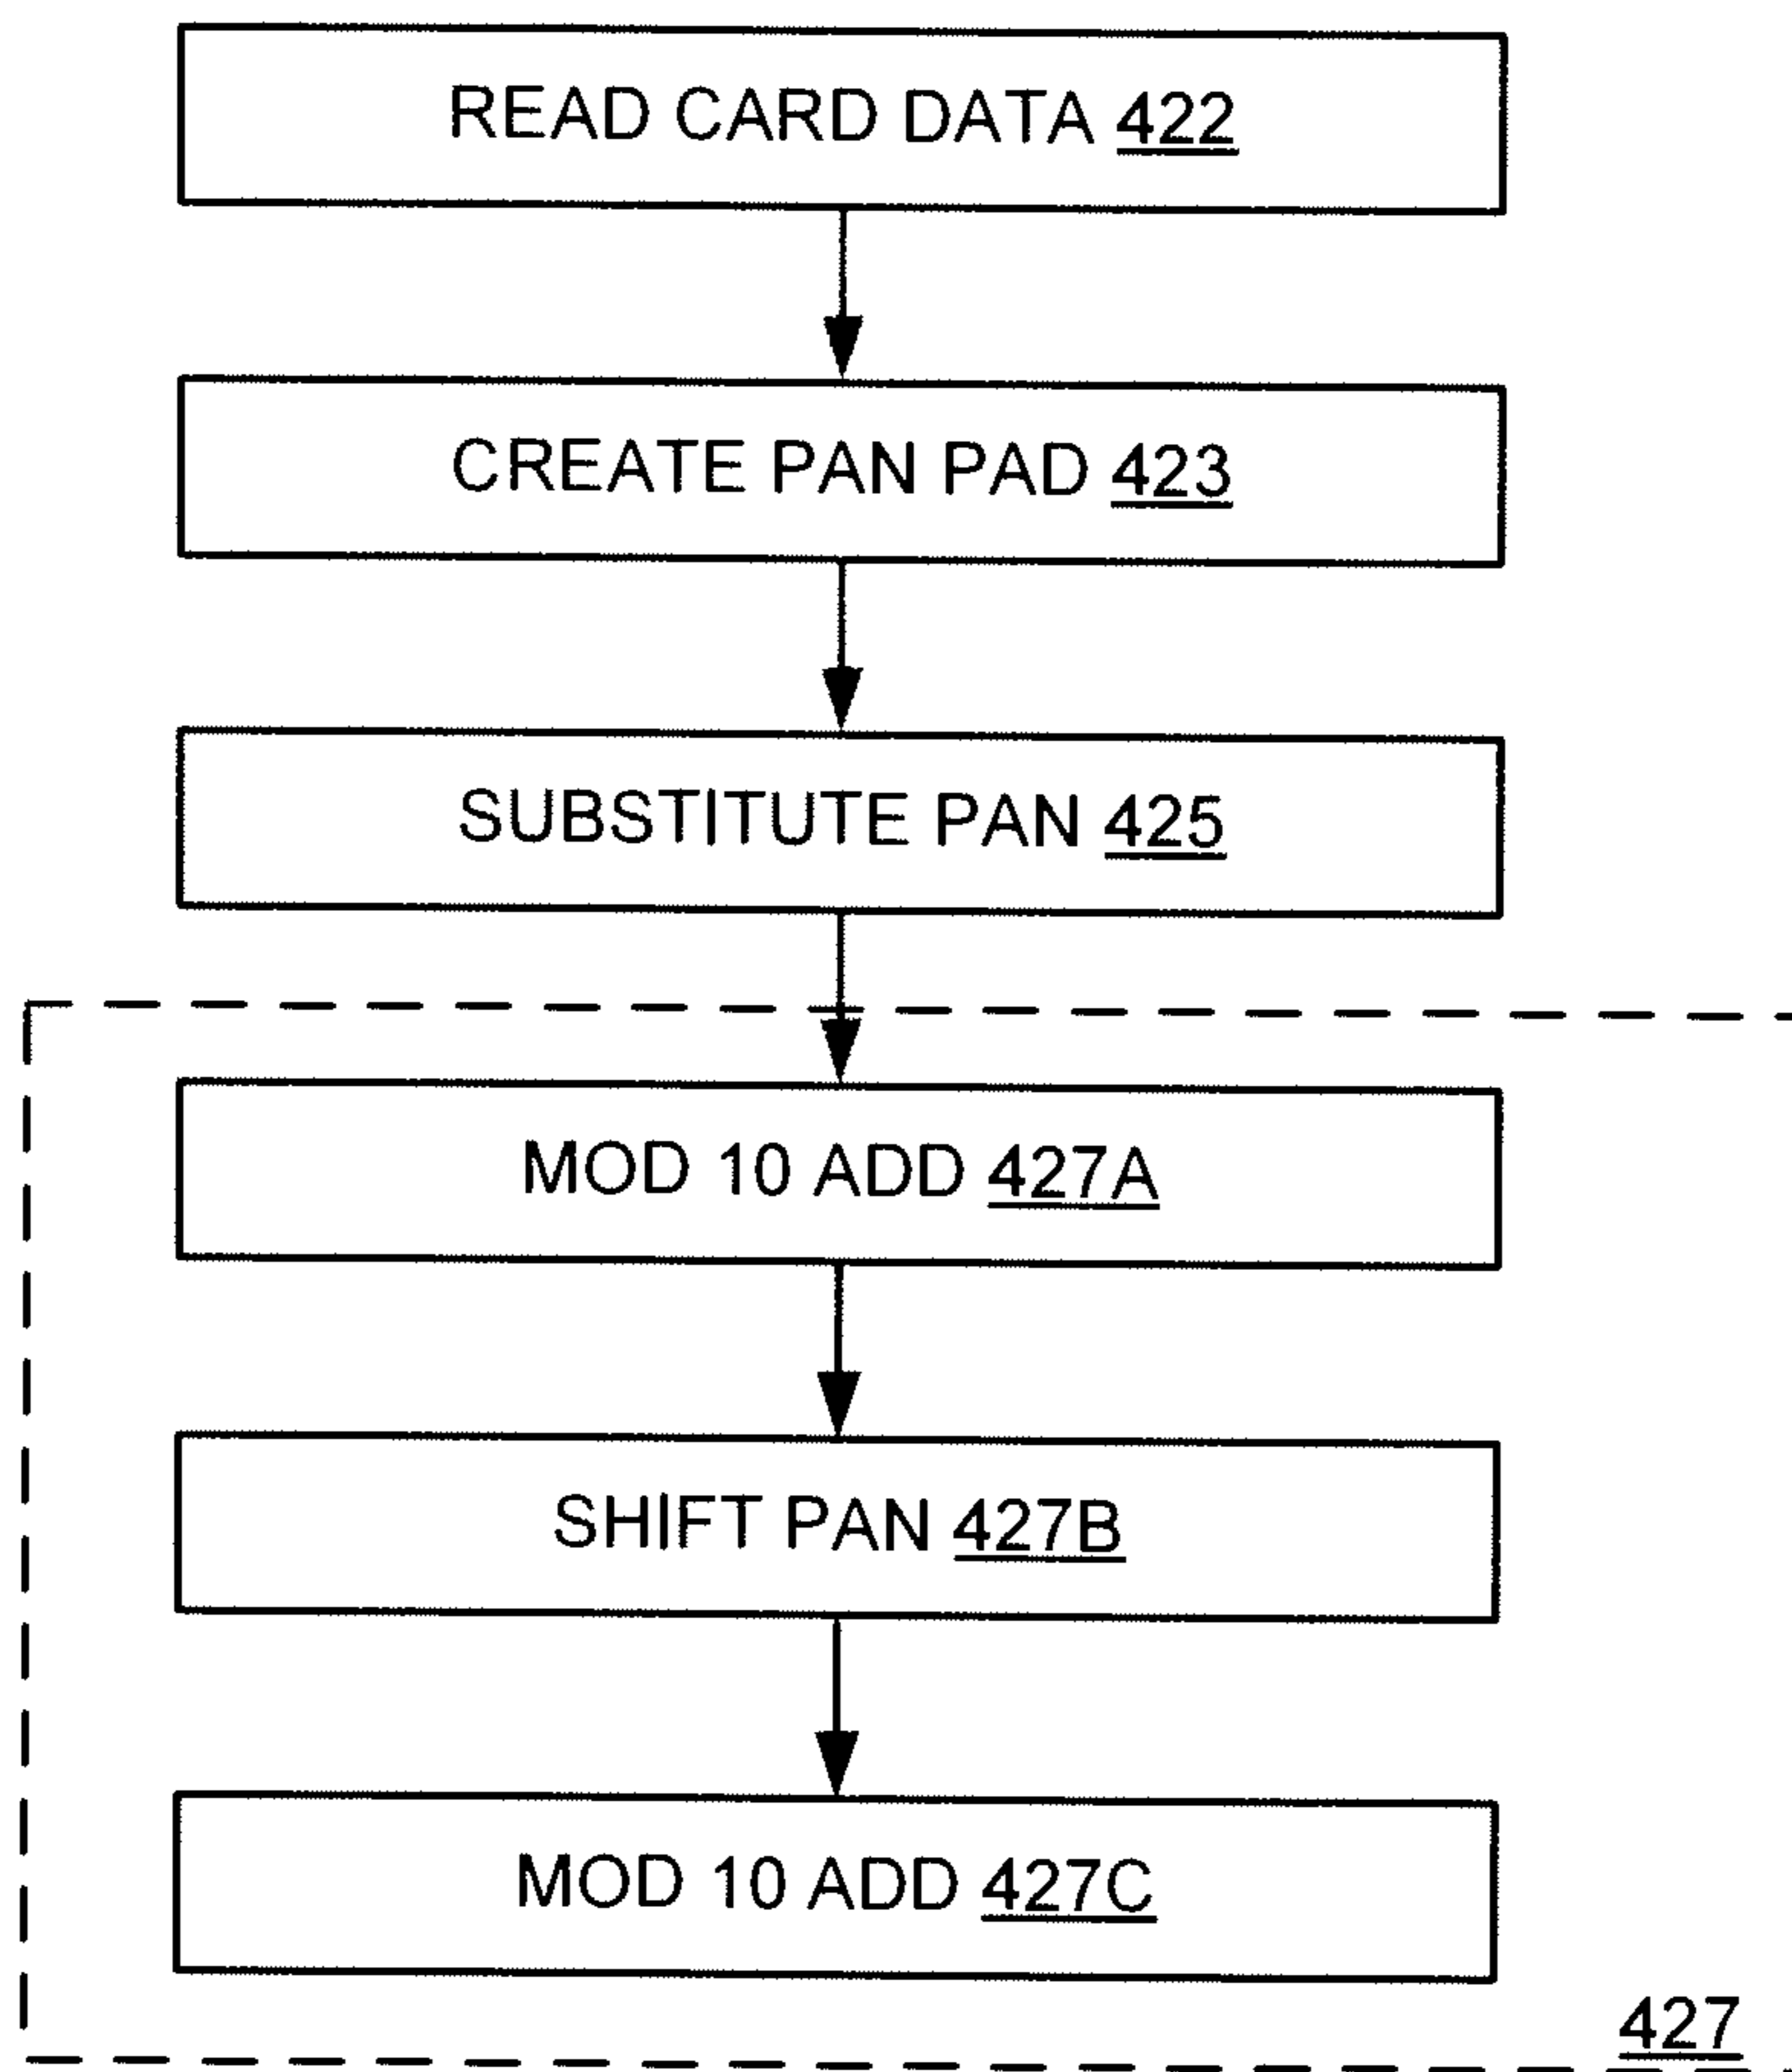 READ CARD DATA 422
CREATE PAN PAD 423
SUBSTITUTE PAN 425
MOD 10 ADD 427A
SHIFT PAN 427B
MOD 10 ADD 427C
427